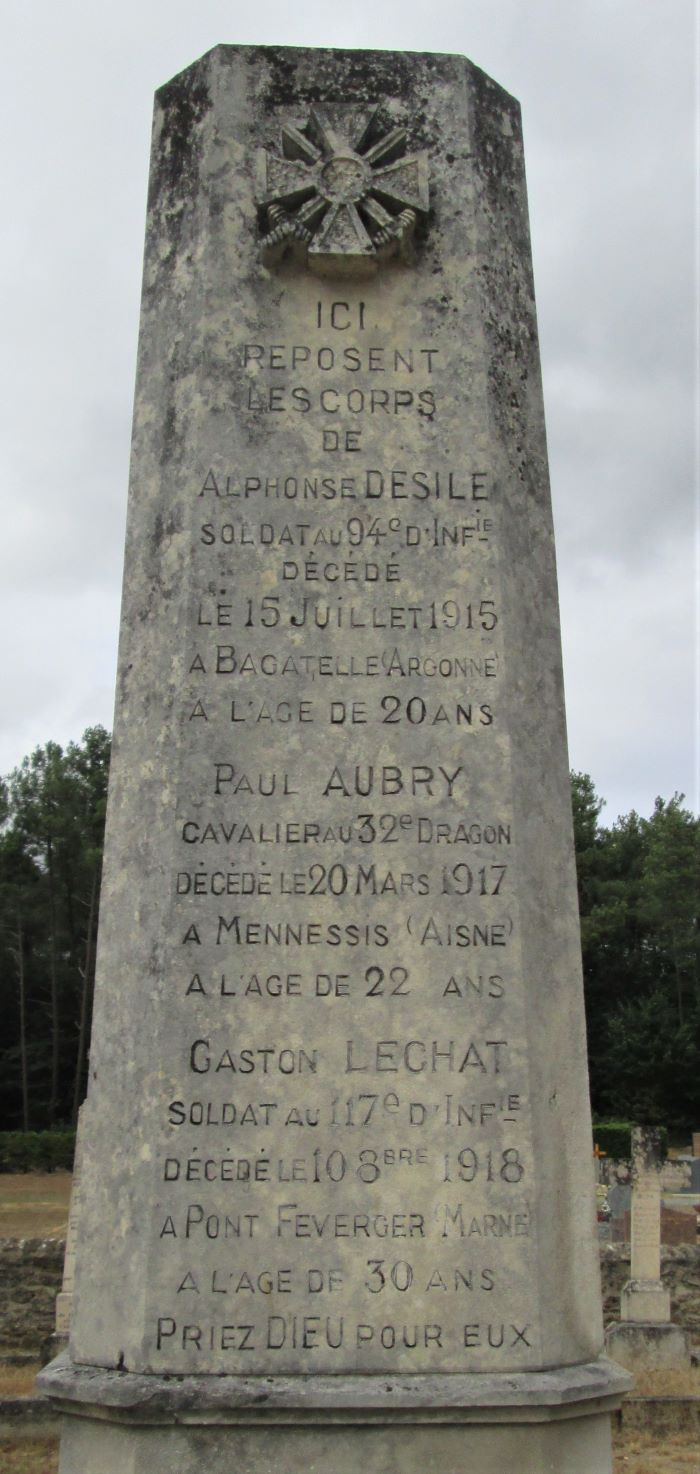 ICI
REPOSENT
LES CORPS
DE
ALPHONSE DESILE
SOLDAT AU 94e D'INFIE
DÉCÉDÉ
LE 15 JUILLET 1915
A BAGATELLE (ARGONNE)
A L'AGE DE 20 ANS
PAUL AUBRY
CAVALIER AU 32e DRAGON
DÉCÉDÉ LE 20 MARS 1917
A MENNESSIS (AISNE)
A L'AGE DE 22 ANS
GASTON LECHAT
SOLDAT AU 117e D'INFIE
DÉCÉDÉ LE 10 8BRE 1918
A PONT FEVERGER (MARNE)
A L'AGE DE 30 ANS
PRIEZ DIEU POUR EUX